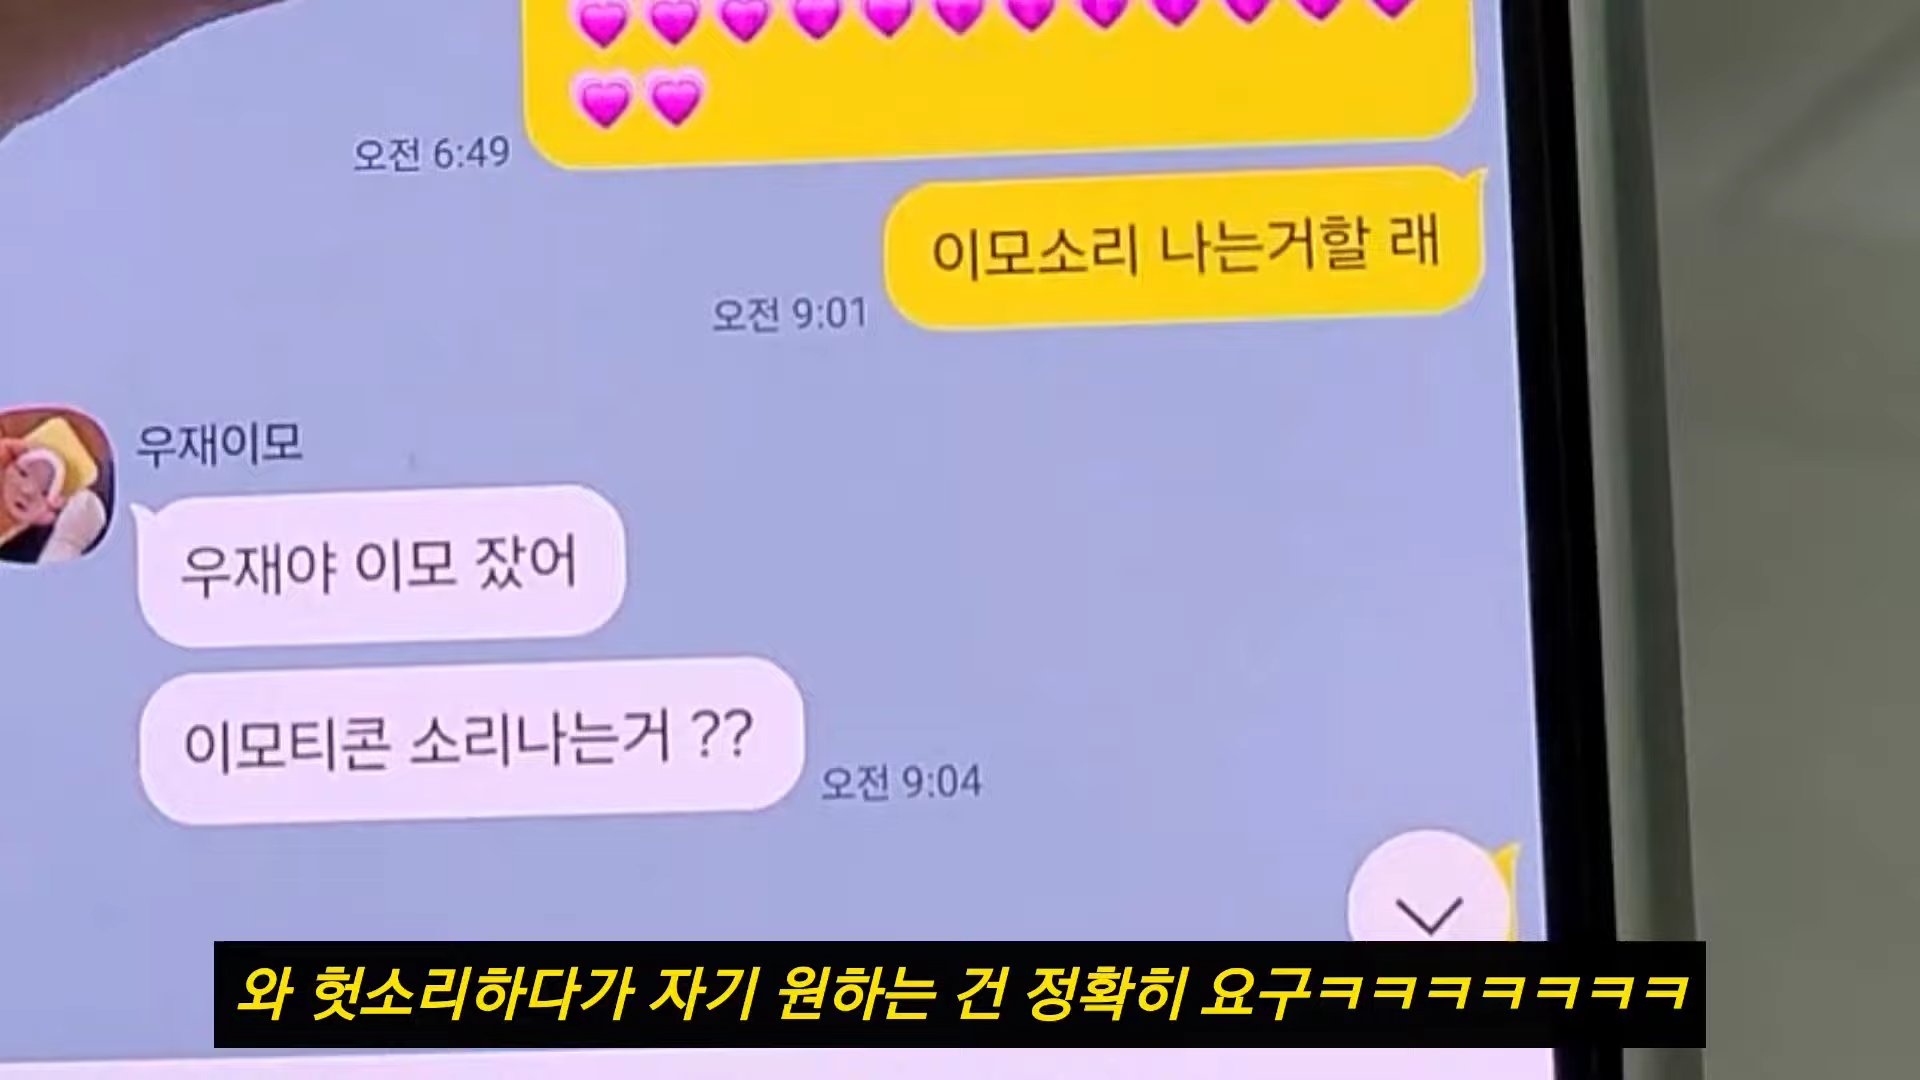 💗💗💗💗💗💗💗💗💗💗💗💗
💗💗
오전 6:49
이모소리 나는거할 래
오전 9:01
우재이모
우재야 이모 잤어
이모티콘 소리나는거 ??
오전 9:04
와 헛소리하다가 자기 원하는 건 정확히 요구ㅋㅋㅋㅋㅋㅋㅋ